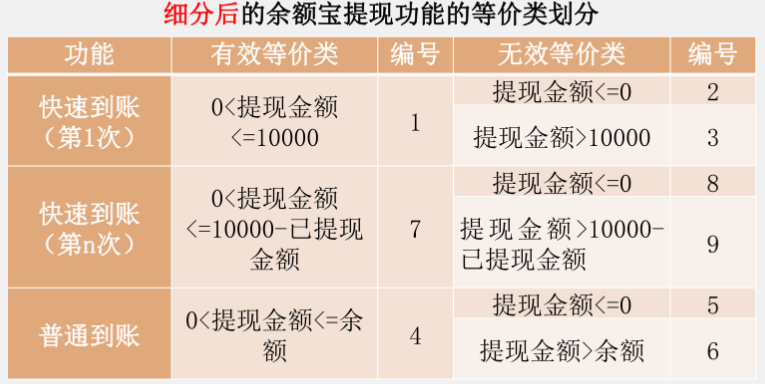 细分后的余额宝提现功能的等价类划分
功能 有效等价类 编号 无效等价类 编号
快速到账
（第1次）
0<提现金额
<=10000
1
提现金额<=0 2
提现金额>10000 3
快速到账
（第n次）
0<提现金额
<=10000-已提现
金额
7
提现金额<=0 8
提现金额>10000-
已提现金额
9
普通到账
0<提现金额<=余
额
4
提现金额<=0 5
提现金额>余额 6